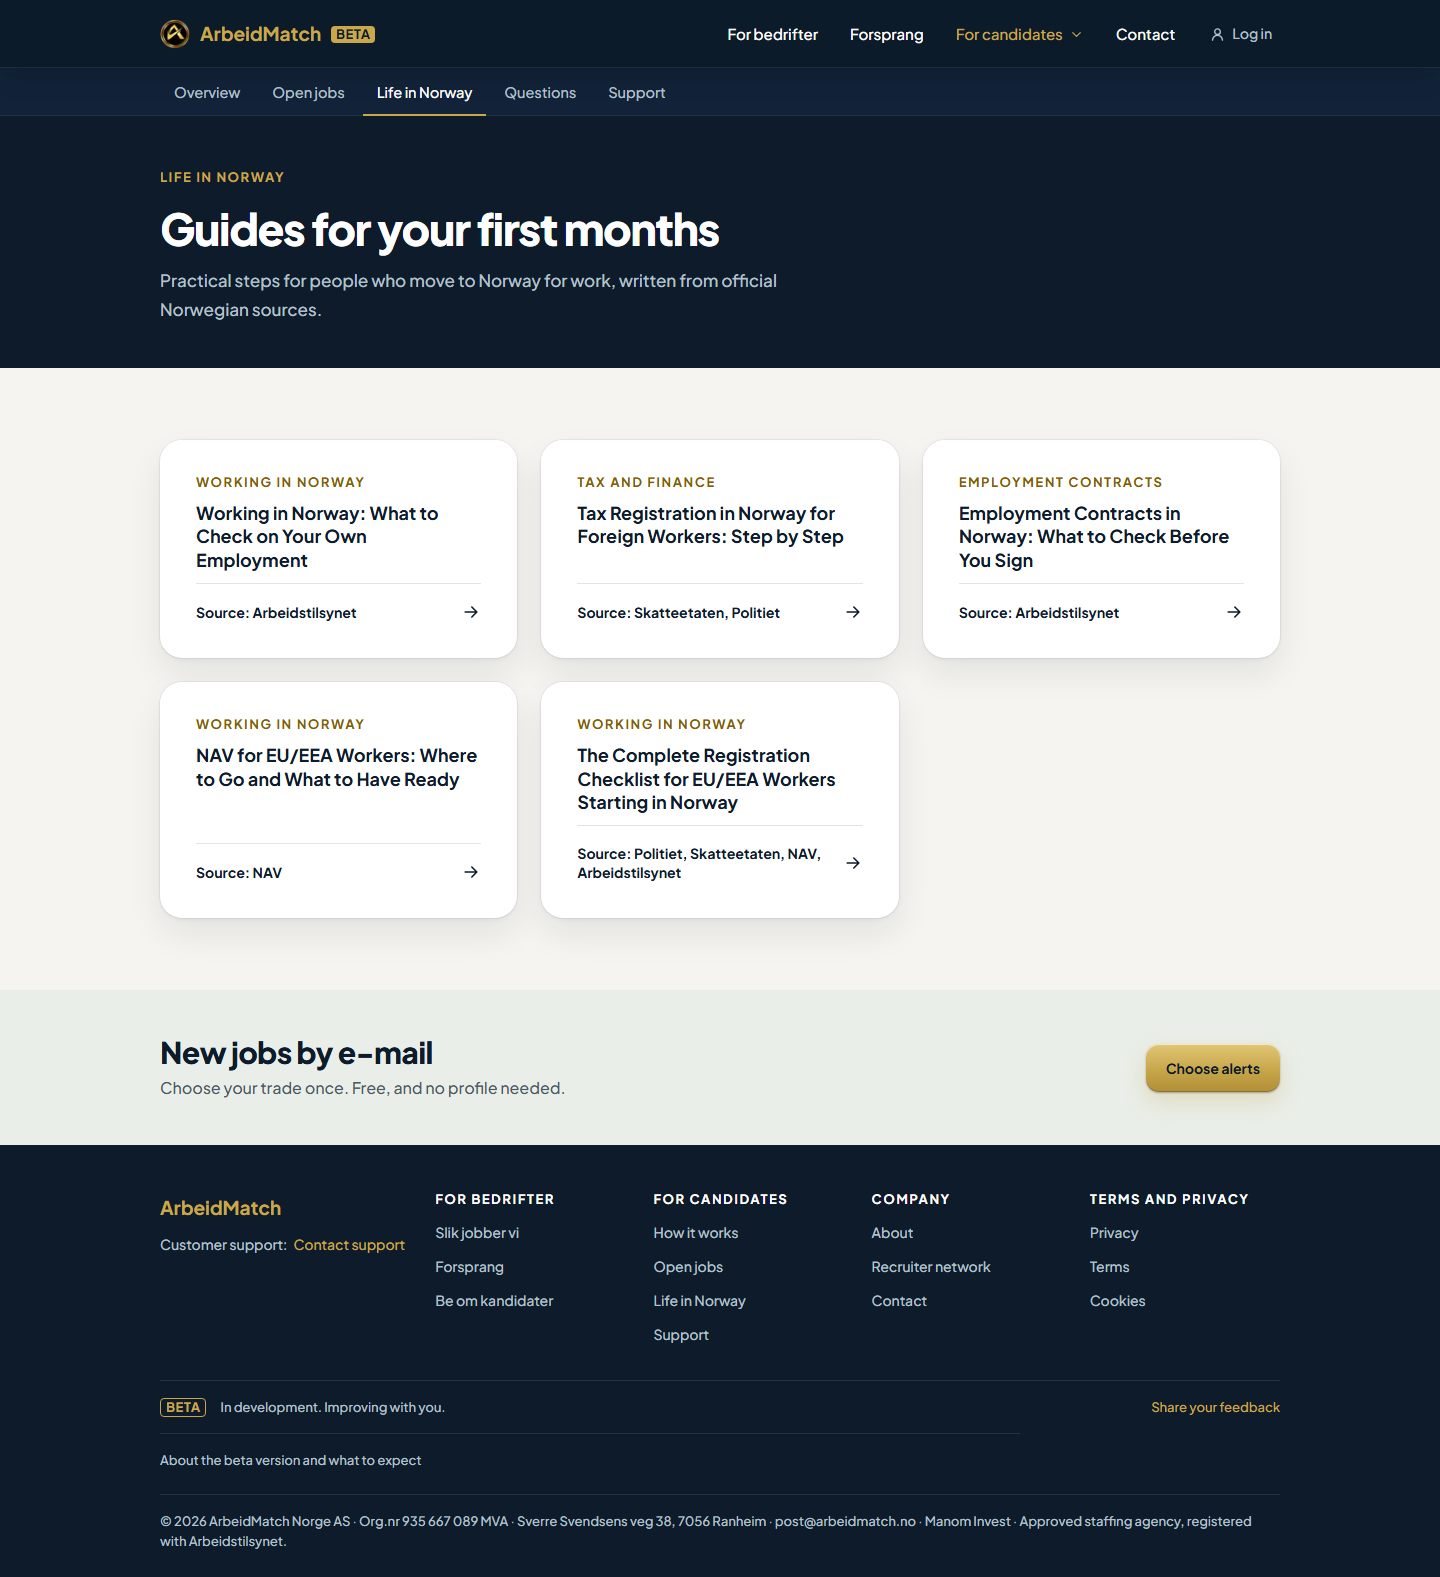 ArbeidMatch BETA
For bedrifter Forsprang For candidates Contact Log in
Overview Open jobs Life in Norway Questions Support
LIFE IN NORWAY
Guides for your first months
Practical steps for people who move to Norway for work, written from official
Norwegian sources.
WORKING IN NORWAY
Working in Norway: What to
Check on Your Own
Employment
Source: Arbeidstilsynet
TAX AND FINANCE
Tax Registration in Norway for
Foreign Workers: Step by Step
Source: Skatteetaten, Politiet
EMPLOYMENT CONTRACTS
Employment Contracts in
Norway: What to Check Before
You Sign
Source: Arbeidstilsynet
WORKING IN NORWAY
NAV for EU/EEA Workers: Where
to Go and What to Have Ready
Source: NAV
WORKING IN NORWAY
The Complete Registration
Checklist for EU/EEA Workers
Starting in Norway
Source: Politiet, Skatteetaten, NAV,
Arbeidstilsynet
New jobs by e-mail
Choose your trade once. Free, and no profile needed.
Choose alerts
ArbeidMatch
Customer support: Contact support
FOR BEDRIFTER
Slik jobber vi
Forsprang
Be om kandidater
FOR CANDIDATES
How it works
Open jobs
Life in Norway
Support
COMPANY
About
Recruiter network
Contact
TERMS AND PRIVACY
Privacy
Terms
Cookies
BETA In development. Improving with you.
Share your feedback
About the beta version and what to expect
© 2026 ArbeidMatch Norge AS · Org.nr 935 667 089 MVA · Sverre Svendsens veg 38, 7056 Ranheim · post@arbeidmatch.no · Manom Invest · Approved staffing agency, registered
with Arbeidstilsynet.